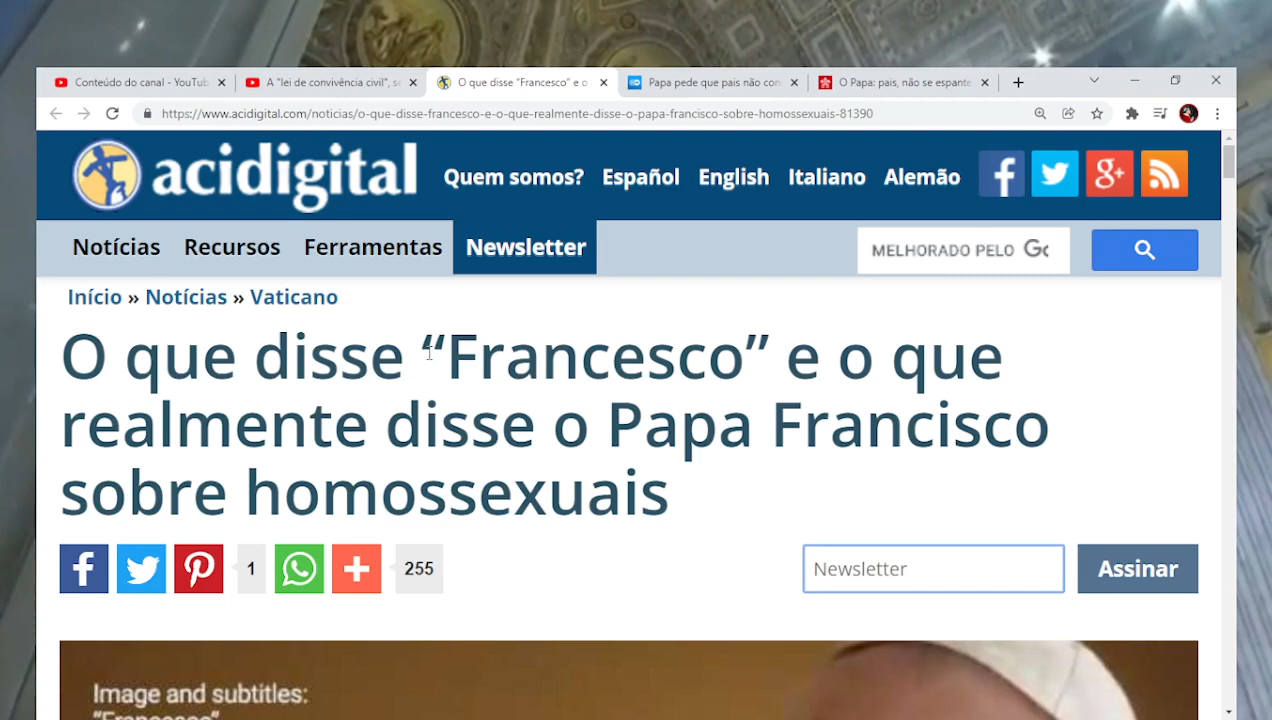 Conteúdo do canal - YouTub
A "lei de convivência civil", se
O que disse “Francesco” e o
Papa pede que pais não con
O Papa: pais, não se espante
https://www.acidigital.com/noticias/o-que-disse-francesco-e-o-que-realmente-disse-o-papa-francisco-sobre-homossexuais-81390
acidigital
Quem somos? Español English Italiano Alemão
Notícias Recursos Ferramentas Newsletter
MELHORADO PELO Go
Início » Notícias » Vaticano
O que disse “Francesco” e o que
realmente disse o Papa Francisco
sobre homossexuais
1
255
Newsletter
Assinar
Image and subtitles:
“Francesco”